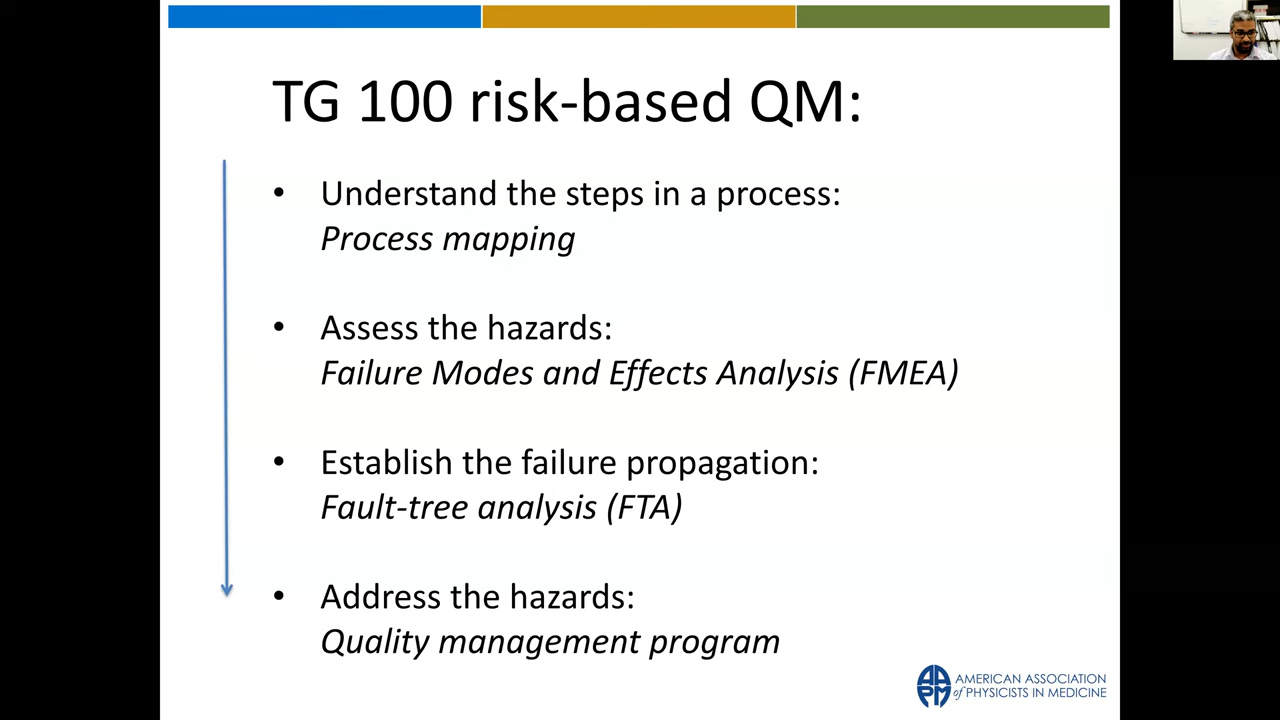 TG 100 risk-based QM:
• Understand the steps in a process:
Process mapping
• Assess the hazards:
Failure Modes and Effects Analysis (FMEA)
• Establish the failure propagation:
Fault-tree analysis (FTA)
• Address the hazards:
Quality management program
AAPM
AMERICAN ASSOCIATION
of PHYSICISTS IN MEDICINE